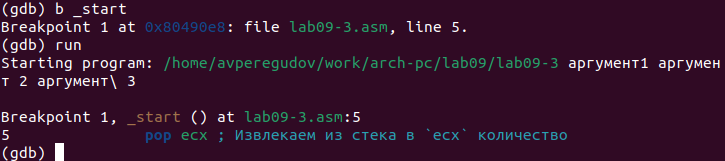 (gdb) b _start
Breakpoint 1 at 0x80490e8: file lab09-3.asm, line 5.
(gdb) run
Starting program: /home/avperegudov/work/arch-pc/lab09/lab09-3 аргумент1 аргумен
т 2 аргумент\ 3
Breakpoint 1, _start () at lab09-3.asm:5
5 pop ecx ; Извлекаем из стека в `ecx` количество
(gdb)